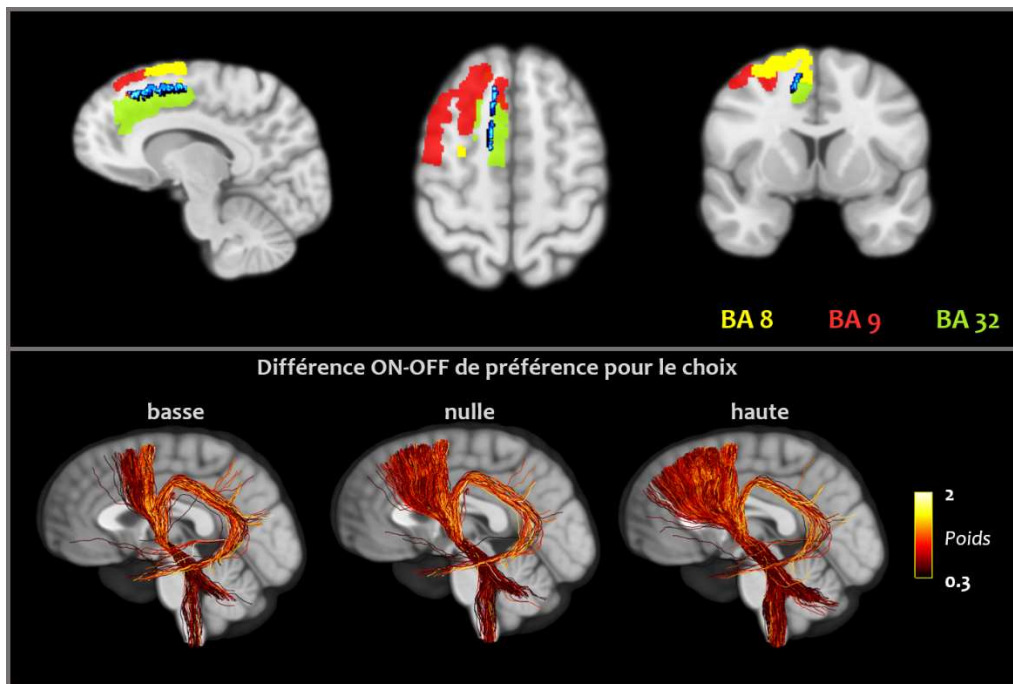 BA 8 BA 9 BA 32
Différence ON-OFF de préférence pour le choix
basse nulle haute
2
Poids
0.3